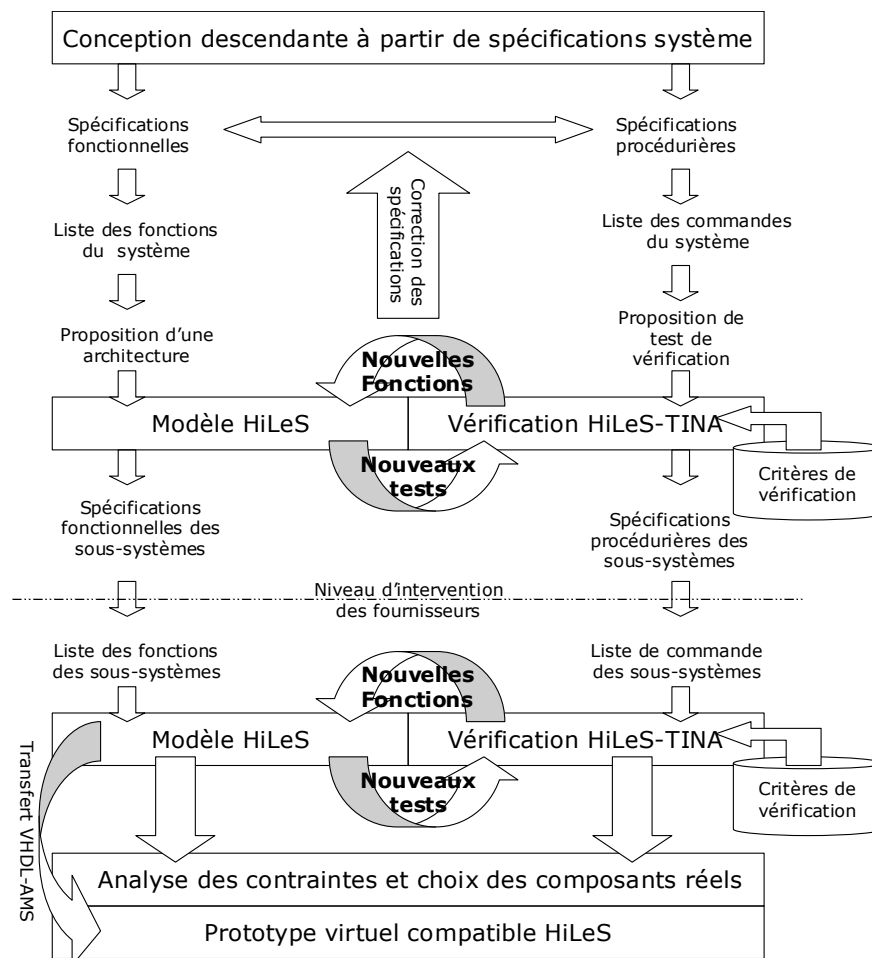 Conception descendante à partir de spécifications système
Spécifications
fonctionnelles
Spécifications
procédurières
Correction des
spécifications
Liste des fonctions
du système
Liste des commandes
du système
Proposition d'une
architecture
Proposition de
test de
vérification
Nouvelles
Fonctions
Modèle HiLeS
Vérification HiLeS-TINA
Nouveaux
tests
Critères de
vérification
Spécifications
fonctionnelles des
sous-systèmes
Spécifications
procédurières des
sous-systèmes
Niveau d'intervention
des fournisseurs
Liste des fonctions
des sous-systèmes
Liste de commande
des sous-systèmes
Nouvelles
Fonctions
Modèle HiLeS
Vérification HiLeS-TINA
Nouveaux
tests
Critères de
vérification
Transfert VHDL-AMS
Analyse des contraintes et choix des composants réels
Prototype virtuel compatible HiLeS